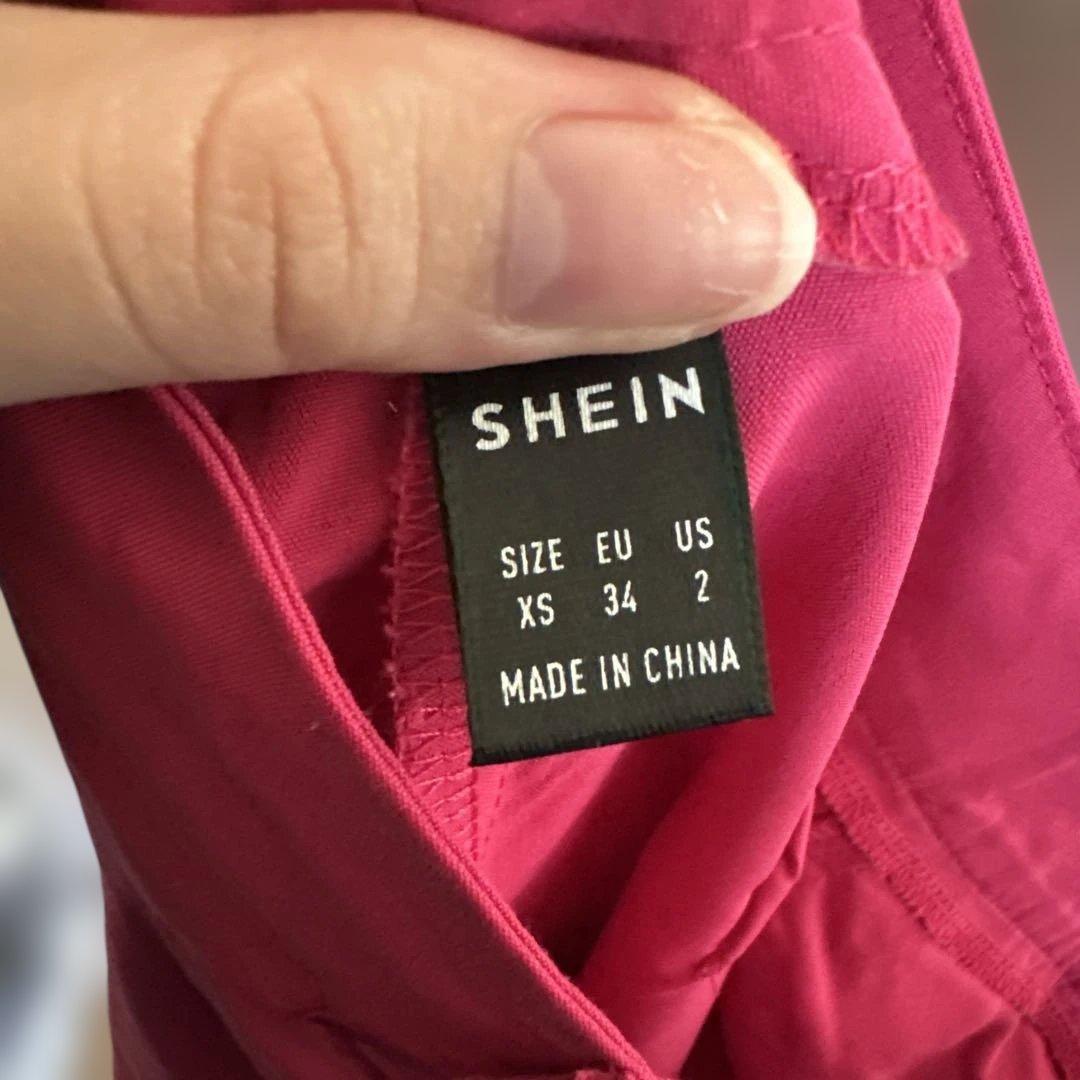 SHEIN
SIZE EU US
XS 34 2
MADE IN CHINA